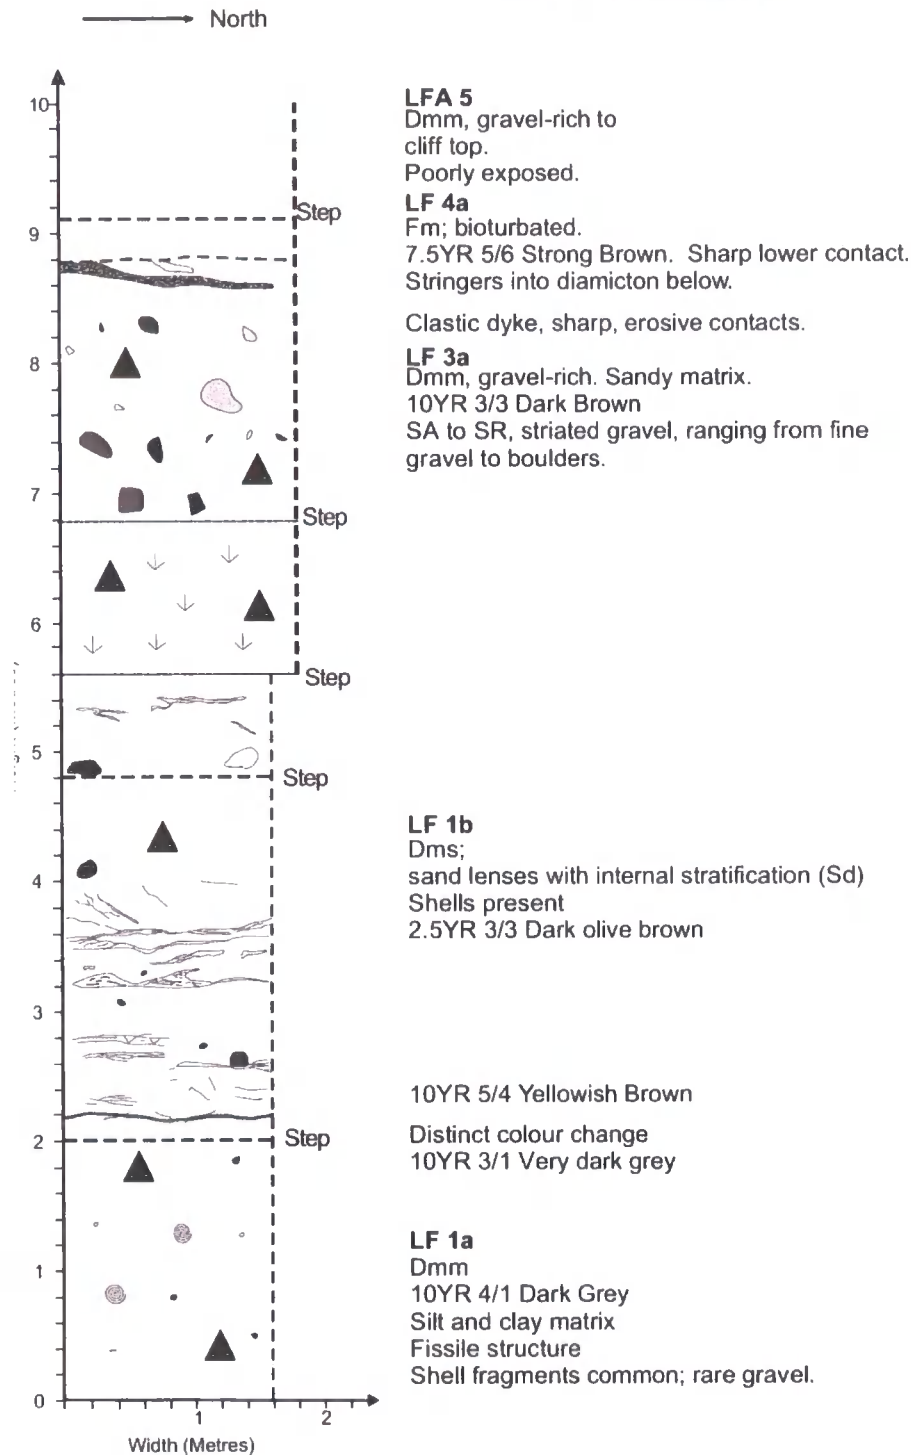 North
10
9
8
7
6
5
4
3
2
1
0
1
2
Width (Metres)
Step
Step
Step
Step
Step
LFA 5
Dmm, gravel-rich to
cliff top.
Poorly exposed.
LF 4a
Fm; bioturbated.
7.5YR 5/6 Strong Brown. Sharp lower contact.
Stringers into diamicton below.
Clastic dyke, sharp, erosive contacts.
LF 3a
Dmm, gravel-rich. Sandy matrix.
10YR 3/3 Dark Brown
SA to SR, striated gravel, ranging from fine
gravel to boulders.
LF 1b
Dms;
sand lenses with internal stratification (Sd)
Shells present
2.5YR 3/3 Dark olive brown
10YR 5/4 Yellowish Brown
Distinct colour change
10YR 3/1 Very dark grey
LF 1a
Dmm
10YR 4/1 Dark Grey
Silt and clay matrix
Fissile structure
Shell fragments common; rare gravel.